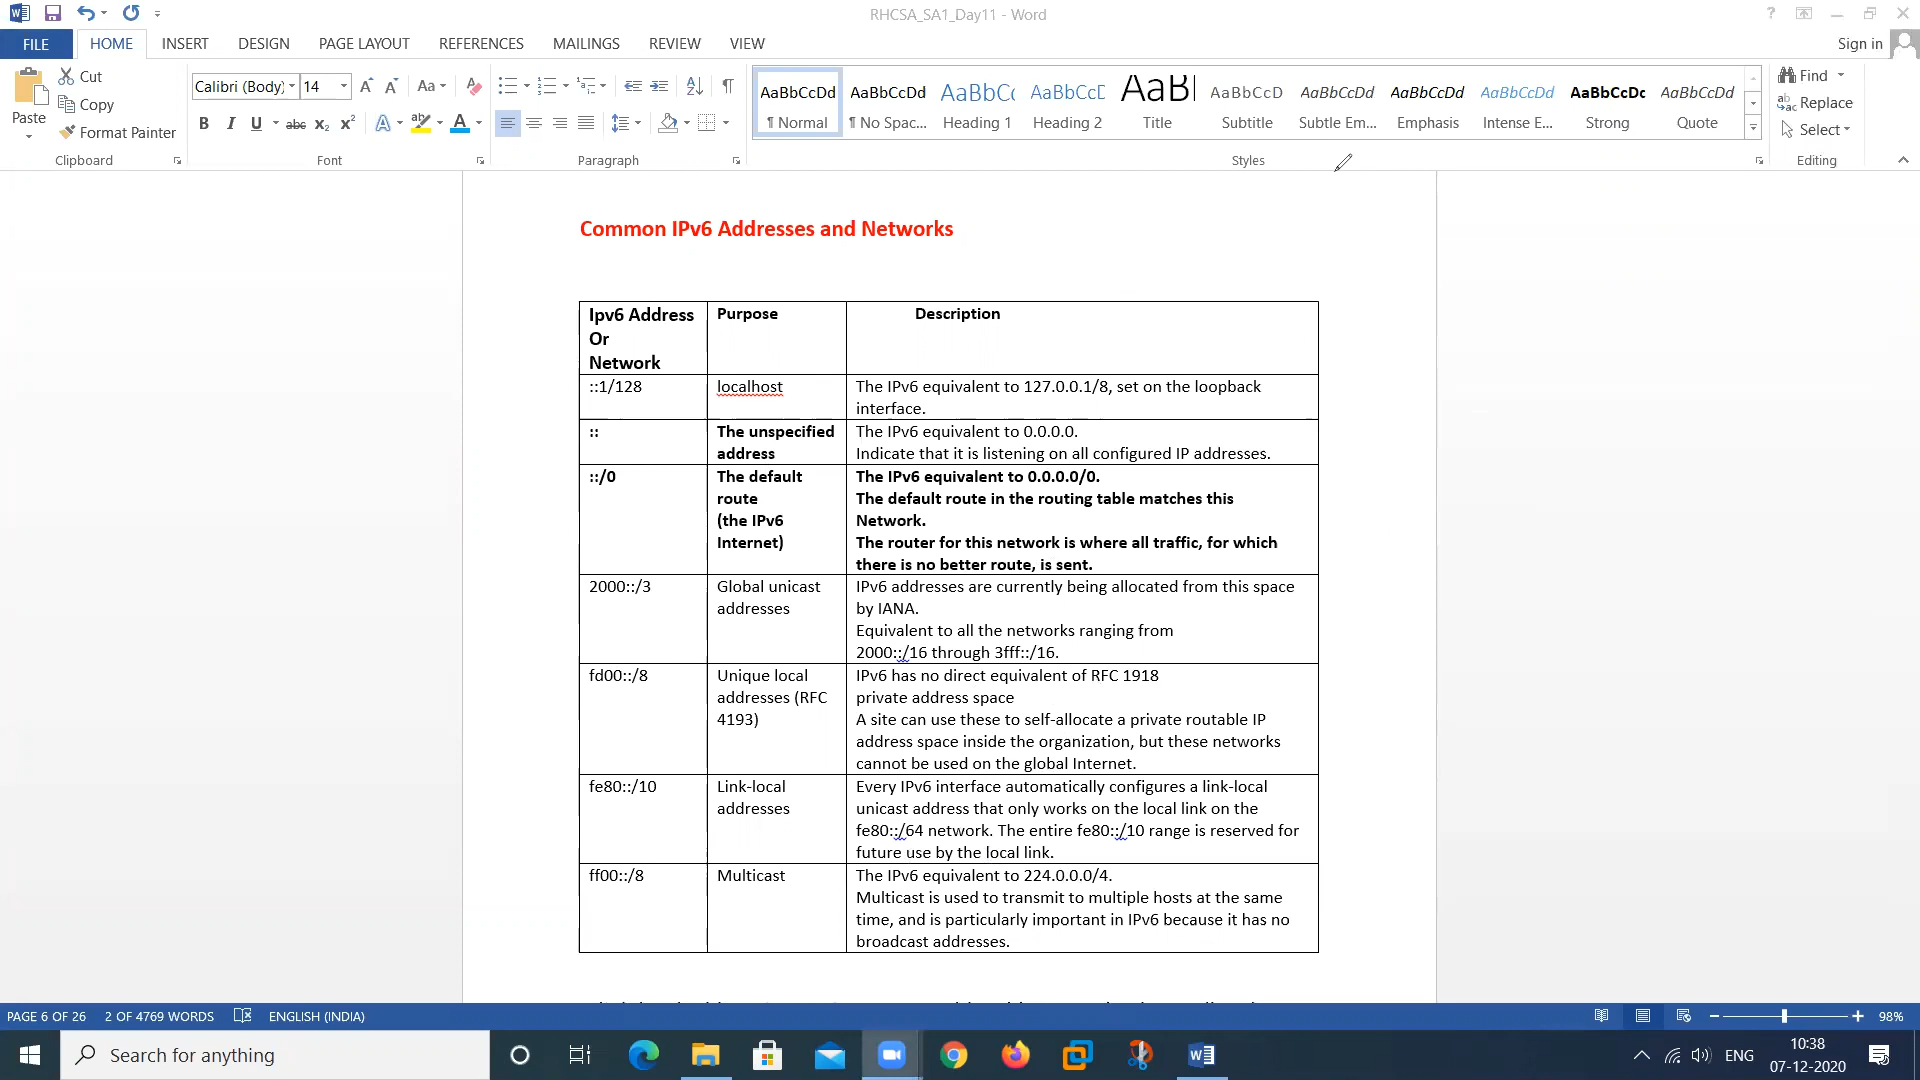 RHCSA_SA1_Day11 - Word
?
FILE
HOME
INSERT
DESIGN
PAGE LAYOUT
REFERENCES
MAILINGS
REVIEW
VIEW
Sign in
Paste
Cut
Copy
Format Painter
Clipboard
Calibri (Body)
14
Aa
B I U abc x₂ x²
A
Font
Paragraph
AaBbCcDd
¶ Normal
AaBbCcDd
¶ No Spac...
AaBbCc
Heading 1
AaBbCcC
Heading 2
AaBl
Title
AaBbCcD
Subtitle
AaBbCcDd
Subtle Em...
AaBbCcDd
Emphasis
AaBbCcDd
Intense E...
AaBbCcDc
Strong
AaBbCcDd
Quote
Styles
Find
Replace
Select
Editing
Common IPv6 Addresses and Networks
Ipv6 Address
Or
Network
Purpose
Description
::1/128
localhost
The IPv6 equivalent to 127.0.0.1/8, set on the loopback
interface.
::
The unspecified
address
The IPv6 equivalent to 0.0.0.0.
Indicate that it is listening on all configured IP addresses.
::/0
The default
route
(the IPv6
Internet)
The IPv6 equivalent to 0.0.0.0/0.
The default route in the routing table matches this
Network.
The router for this network is where all traffic, for which
there is no better route, is sent.
2000::/3
Global unicast
addresses
IPv6 addresses are currently being allocated from this space
by IANA.
Equivalent to all the networks ranging from
2000::/16 through 3fff::/16.
fd00::/8
Unique local
addresses (RFC
4193)
IPv6 has no direct equivalent of RFC 1918
private address space
A site can use these to self-allocate a private routable IP
address space inside the organization, but these networks
cannot be used on the global Internet.
fe80::/10
Link-local
addresses
Every IPv6 interface automatically configures a link-local
unicast address that only works on the local link on the
fe80::/64 network. The entire fe80::/10 range is reserved for
future use by the local link.
ff00::/8
Multicast
The IPv6 equivalent to 224.0.0.0/4.
Multicast is used to transmit to multiple hosts at the same
time, and is particularly important in IPv6 because it has no
broadcast addresses.
PAGE 6 OF 26
2 OF 4769 WORDS
ENGLISH (INDIA)
98%
Search for anything
ENG
10:38
07-12-2020